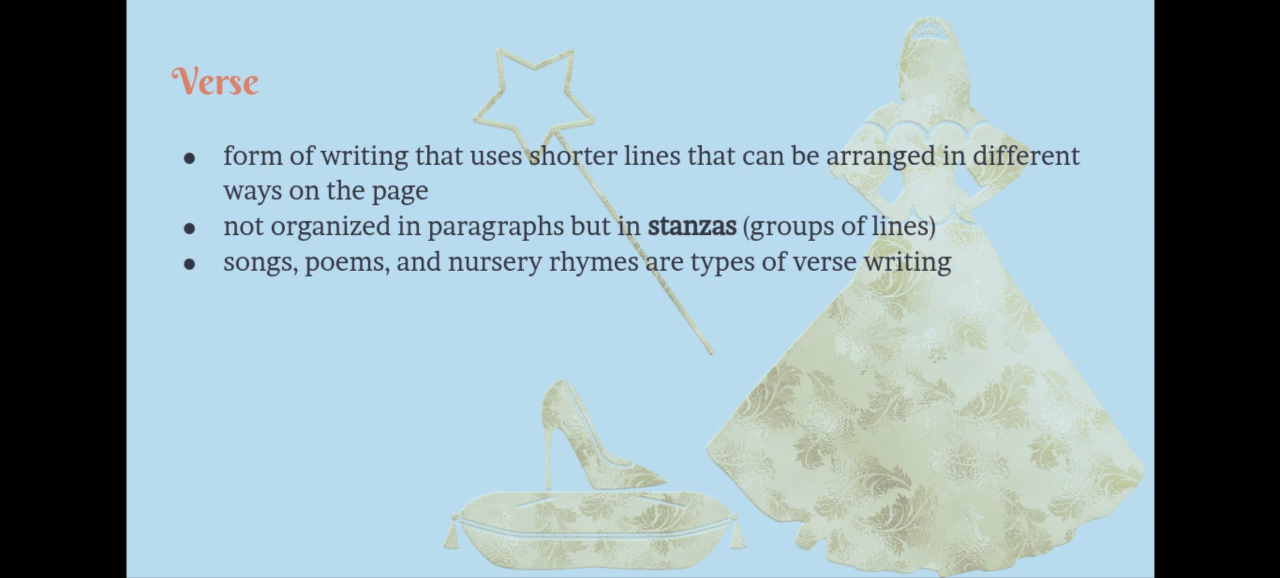 Verse
● form of writing that uses shorter lines that can be arranged in different
ways on the page
● not organized in paragraphs but in stanzas (groups of lines)
● songs, poems, and nursery rhymes are types of verse writing